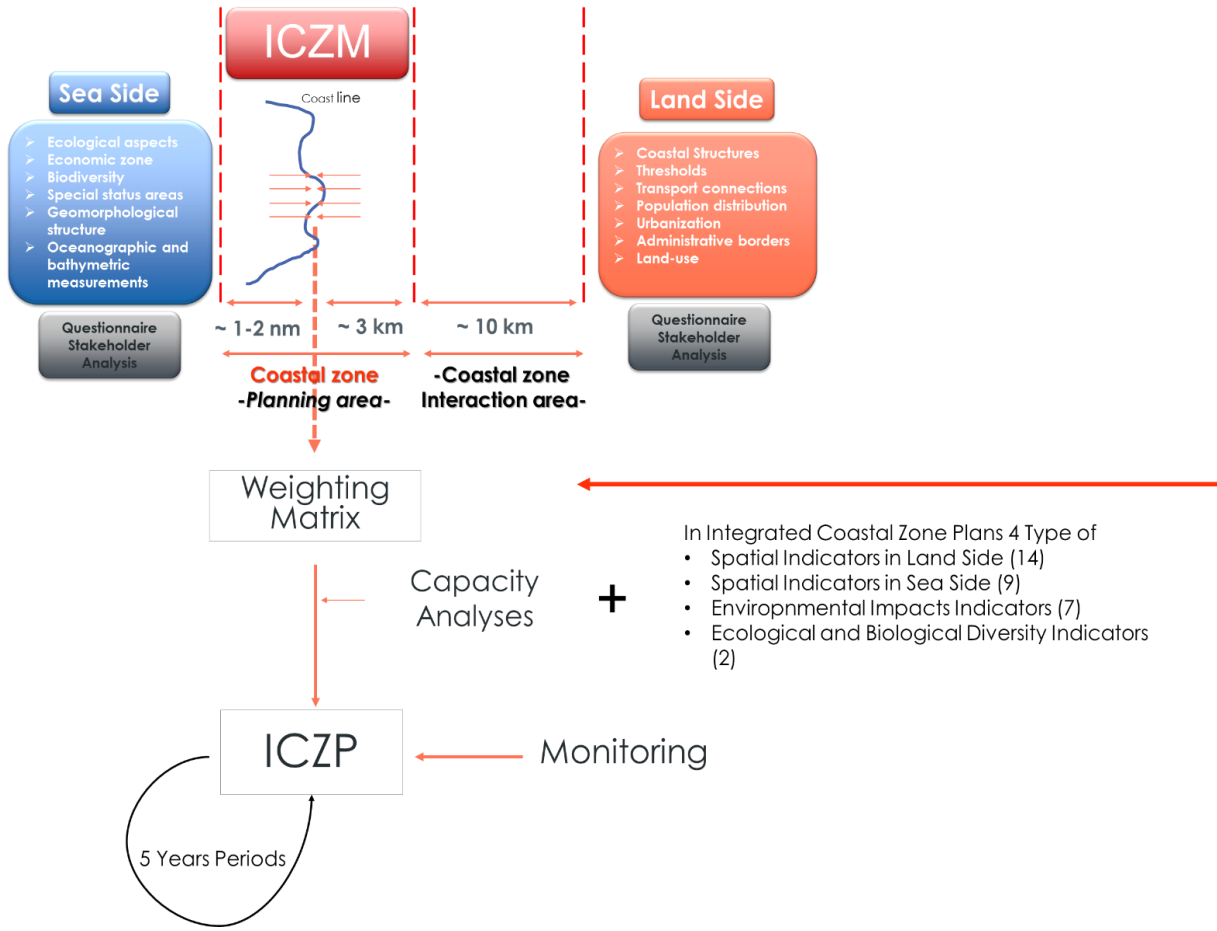 ICZM
Sea Side
➢ Ecological aspects
➢ Economic zone
➢ Biodiversity
➢ Special status areas
➢ Geomorphological
structure
➢ Oceanographic and
bathymetric
measurements
Questionnaire
Stakeholder
Analysis
Coast line
Land Side
➢ Coastal Structures
➢ Thresholds
➢ Transport connections
➢ Population distribution
➢ Urbanization
➢ Administrative borders
➢ Land-use
Questionnaire
Stakeholder
Analysis
~ 1-2 nm
~ 3 km
~ 10 km
Coastal zone
-Planning area-
-Coastal zone
Interaction area-
Weighting
Matrix
Capacity
Analyses
+
In Integrated Coastal Zone Plans 4 Type of
• Spatial Indicators in Land Side (14)
• Spatial Indicators in Sea Side (9)
• Enviropnmental Impacts Indicators (7)
• Ecological and Biological Diversity Indicators
(2)
ICZP
Monitoring
5 Years Periods